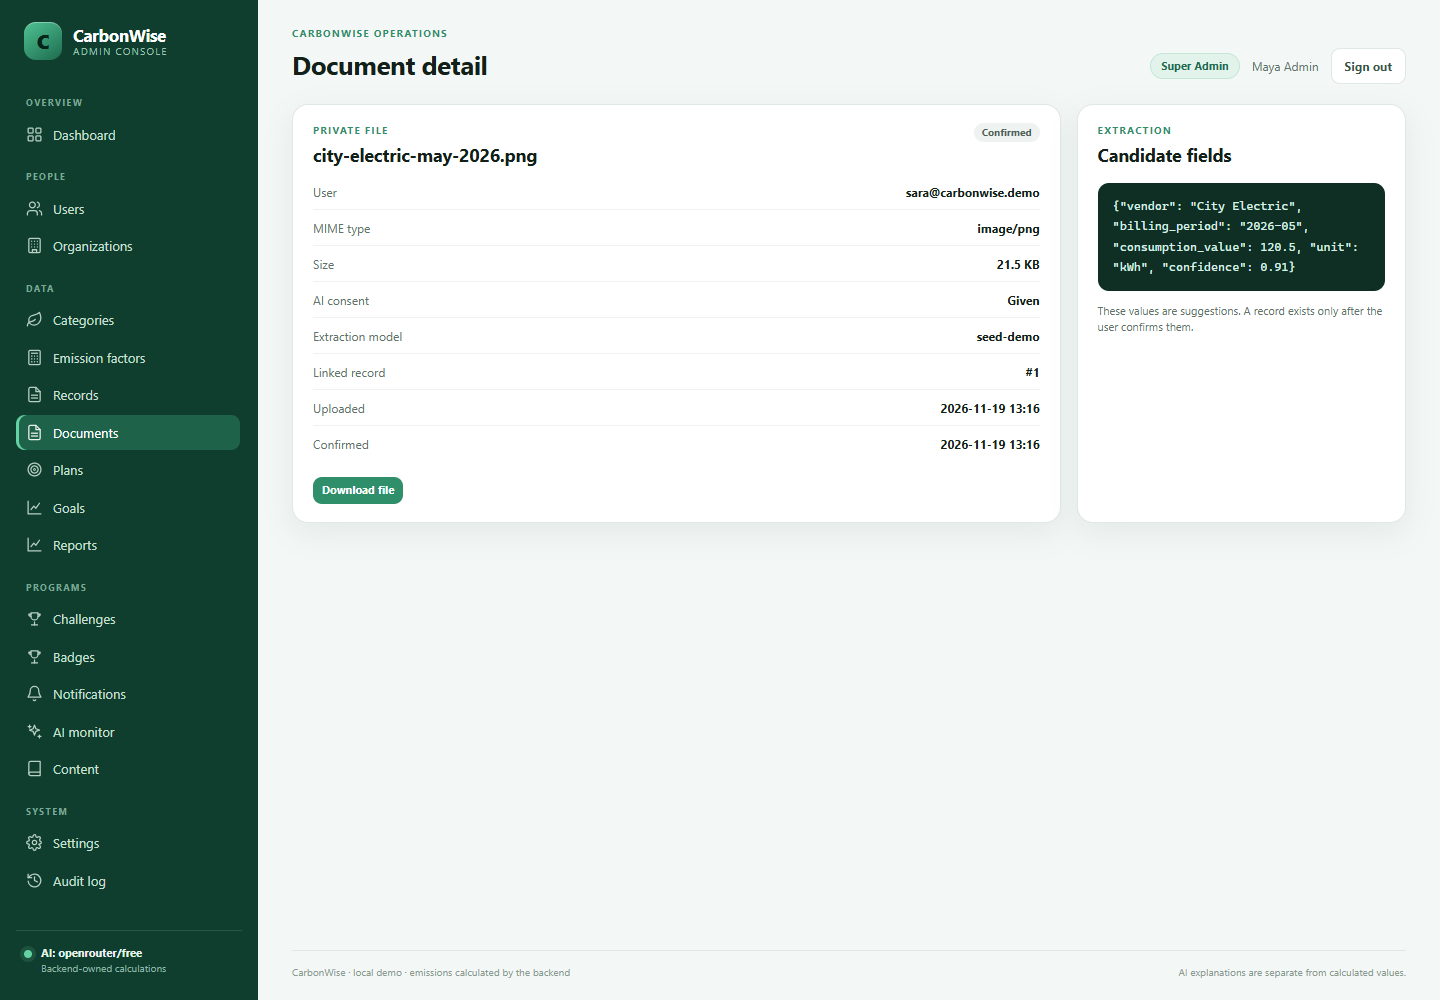 C
CarbonWise
ADMIN CONSOLE
OVERVIEW
Dashboard
PEOPLE
Users
Organizations
DATA
Categories
Emission factors
Records
Documents
Plans
Goals
Reports
PROGRAMS
Challenges
Badges
Notifications
AI monitor
Content
SYSTEM
Settings
Audit log
AI: openrouter/free
Backend-owned calculations
CARBONWISE OPERATIONS
Document detail
Super Admin
Maya Admin
Sign out
PRIVATE FILE
Confirmed
city-electric-may-2026.png
User sara@carbonwise.demo
MIME type image/png
Size 21.5 KB
AI consent Given
Extraction model seed-demo
Linked record #1
Uploaded 2026-11-19 13:16
Confirmed 2026-11-19 13:16
Download file
EXTRACTION
Candidate fields
{"vendor": "City Electric",
"billing_period": "2026-05",
"consumption_value": 120.5, "unit":
"kWh", "confidence": 0.91}
These values are suggestions. A record exists only after the
user confirms them.
CarbonWise · local demo · emissions calculated by the backend
AI explanations are separate from calculated values.